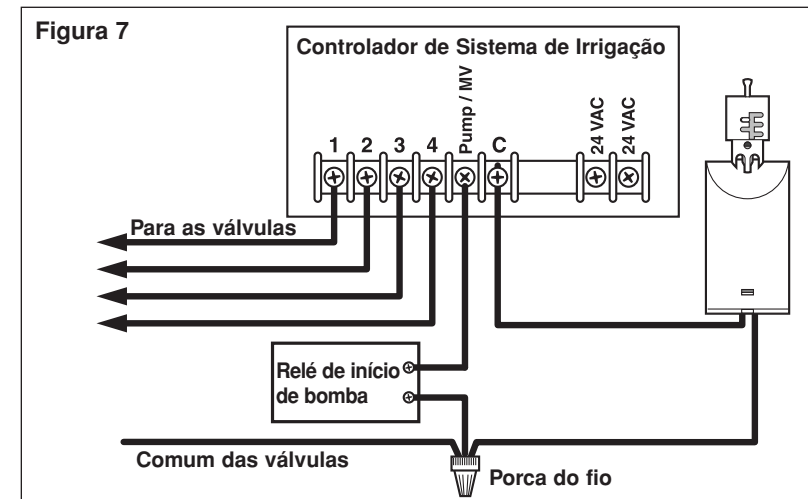 Figura 7
Controlador de Sistema de Irrigação
1 2 3 4 Pump / MV C 24 VAC 24 VAC
Para as válvulas
Relé de início
de bomba
Comum das válvulas
Porca do fio